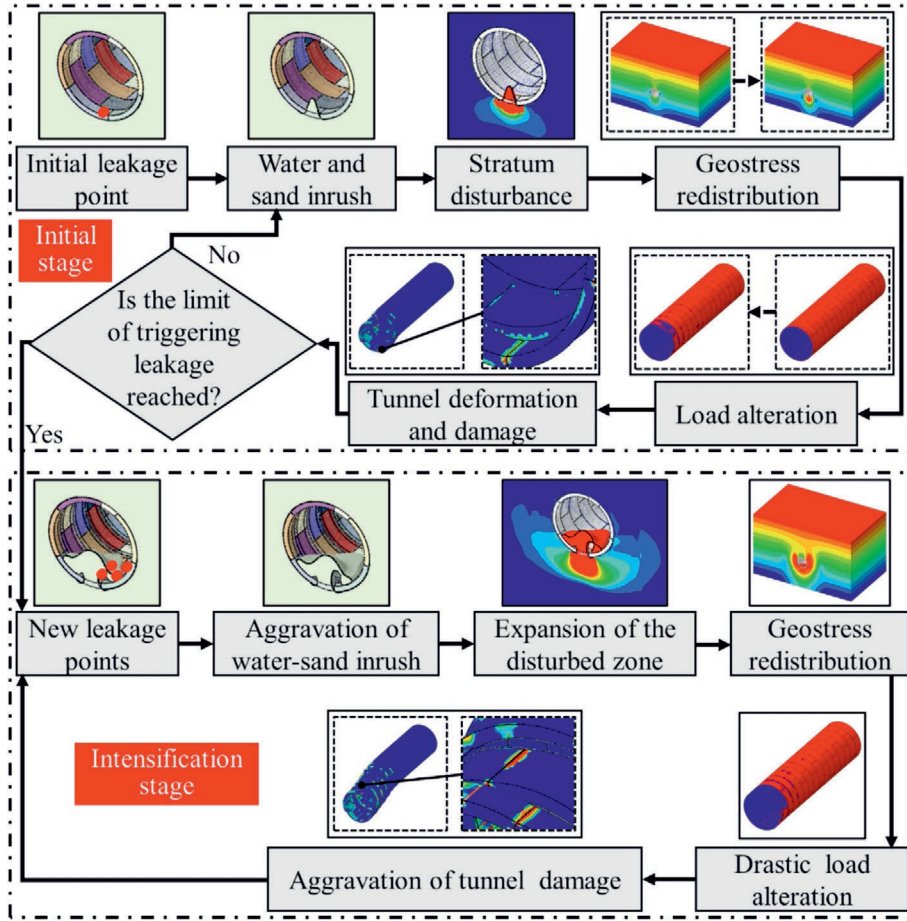 Initial leakage
point
Water and
sand inrush
Stratum
disturbance
Geostress
redistribution
Initial
stage
No
Is the limit
of triggering
leakage
reached?
Tunnel deformation
and damage
Load alteration
Yes
New leakage
points
Aggravation of
water-sand inrush
Expansion of the
disturbed zone
Geostress
redistribution
Intensification
stage
Aggravation of tunnel damage
Drastic load
alteration